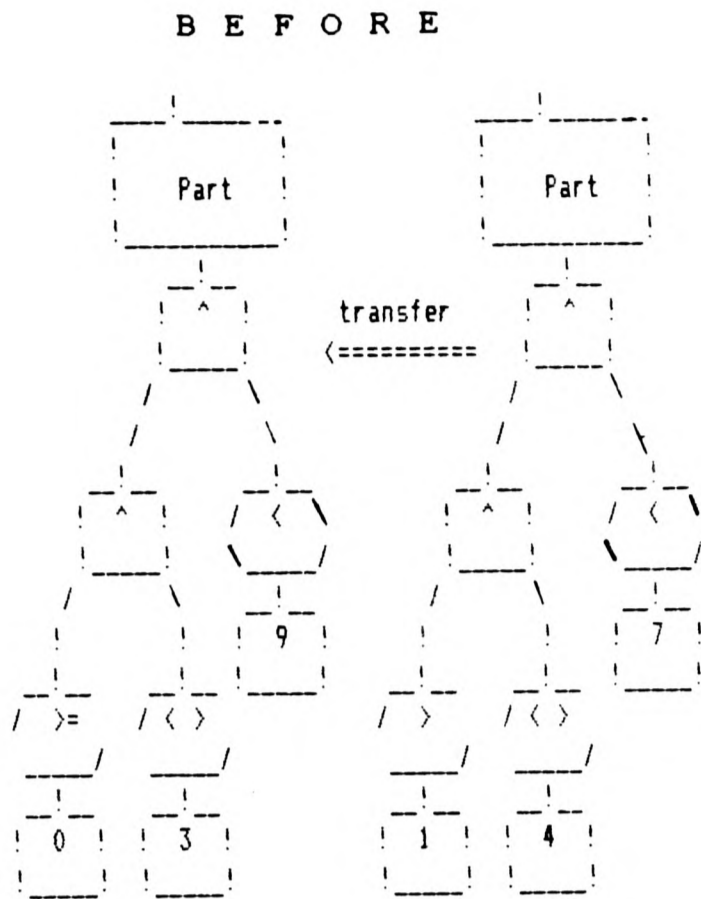 B E F O R E
Part Part
^ transfer ^
<==========
^ < ^ <
9 7
>= < > > < >
0 3 1 4